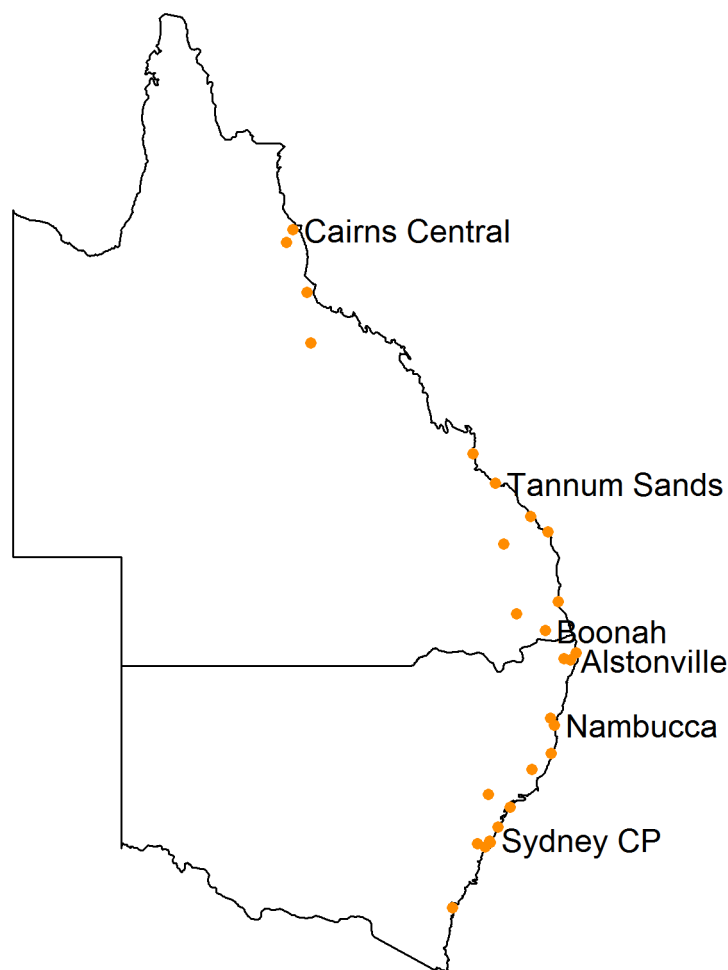 Cairns Central
Tannum Sands
Boonah
Alstonville
Nambucca
Sydney CP